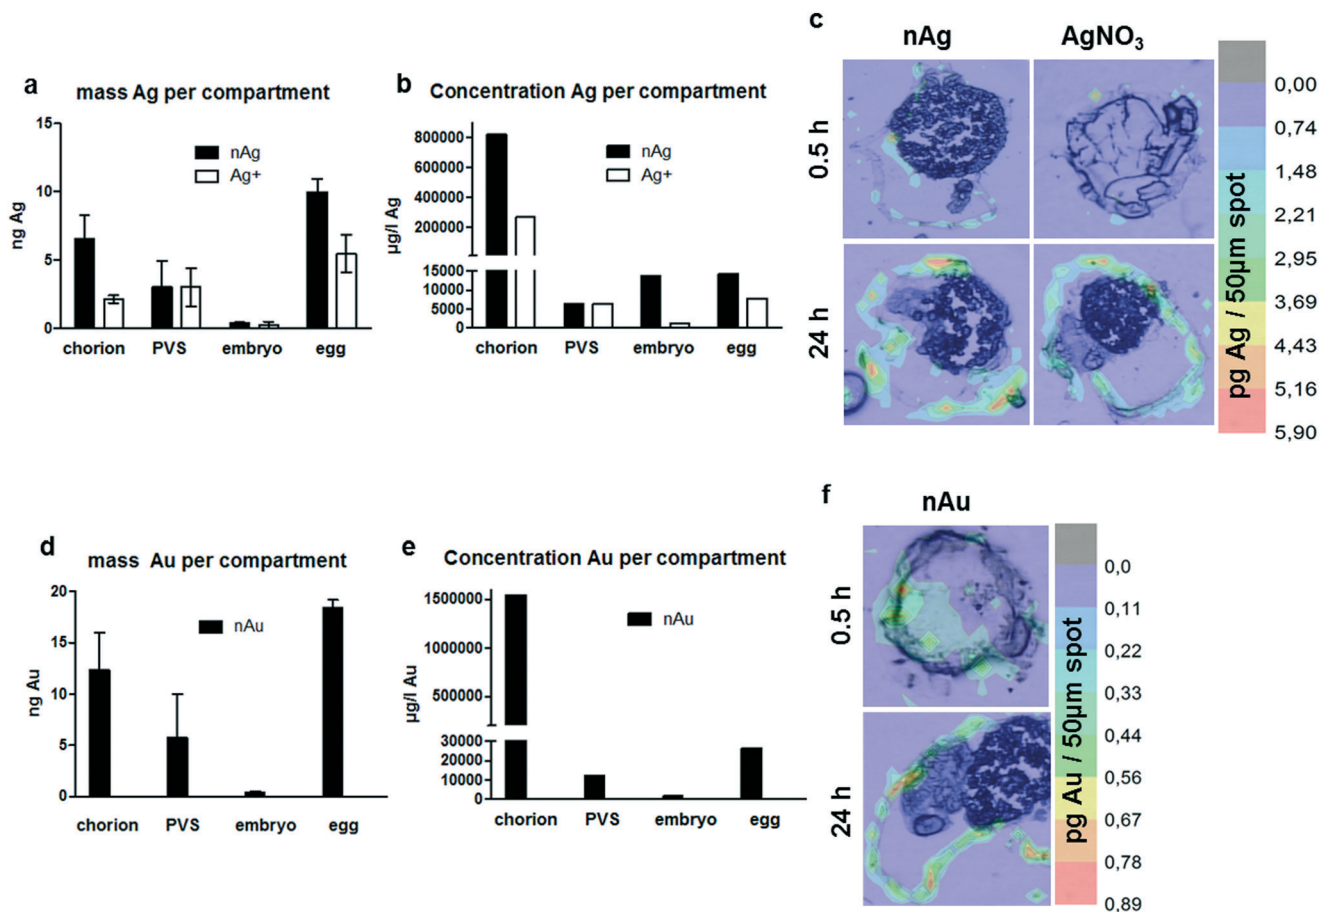 a
mass Ag per compartment
15
10
5
0
ng Ag
nAg
Ag+
chorion PVS embryo egg
b
Concentration Ag per compartment
800000
600000
400000
200000
15000
10000
5000
0
µg/l Ag
nAg
Ag+
chorion PVS embryo egg
c
nAg AgNO3
0.5 h
24 h
pg Ag / 50µm spot
0,00
0,74
1,48
2,21
2,95
3,69
4,43
5,16
5,90
d
mass Au per compartment
20
15
10
5
0
ng Au
nAu
chorion PVS embryo egg
e
Concentration Au per compartment
1500000
1000000
500000
30000
20000
10000
0
µg/l Au
nAu
chorion PVS embryo egg
f
nAu
0.5 h
24 h
pg Au / 50µm spot
0,0
0,11
0,22
0,33
0,44
0,56
0,67
0,78
0,89